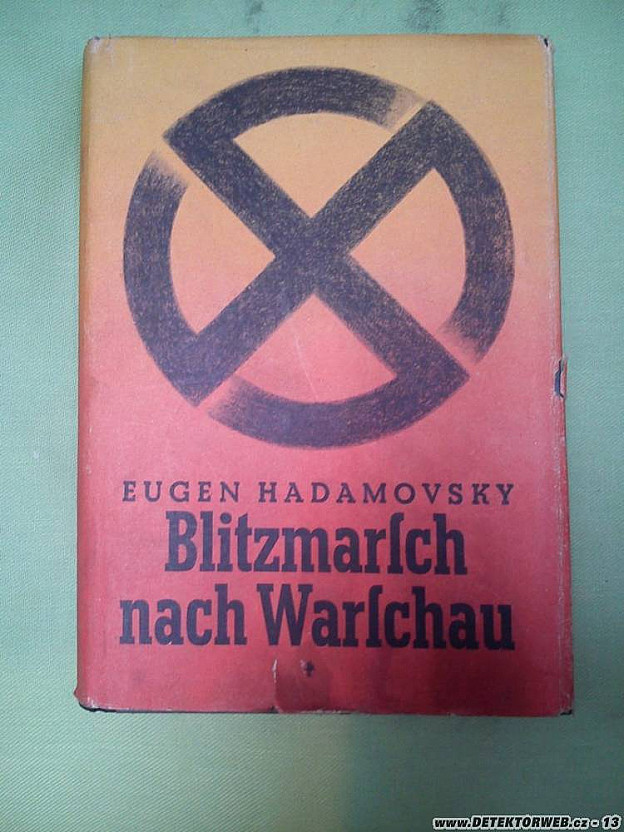 EUGEN HADAMOVSKY
Blitzmarſch
nach Warſchau
www.DETEKTORWEB.cz - 13